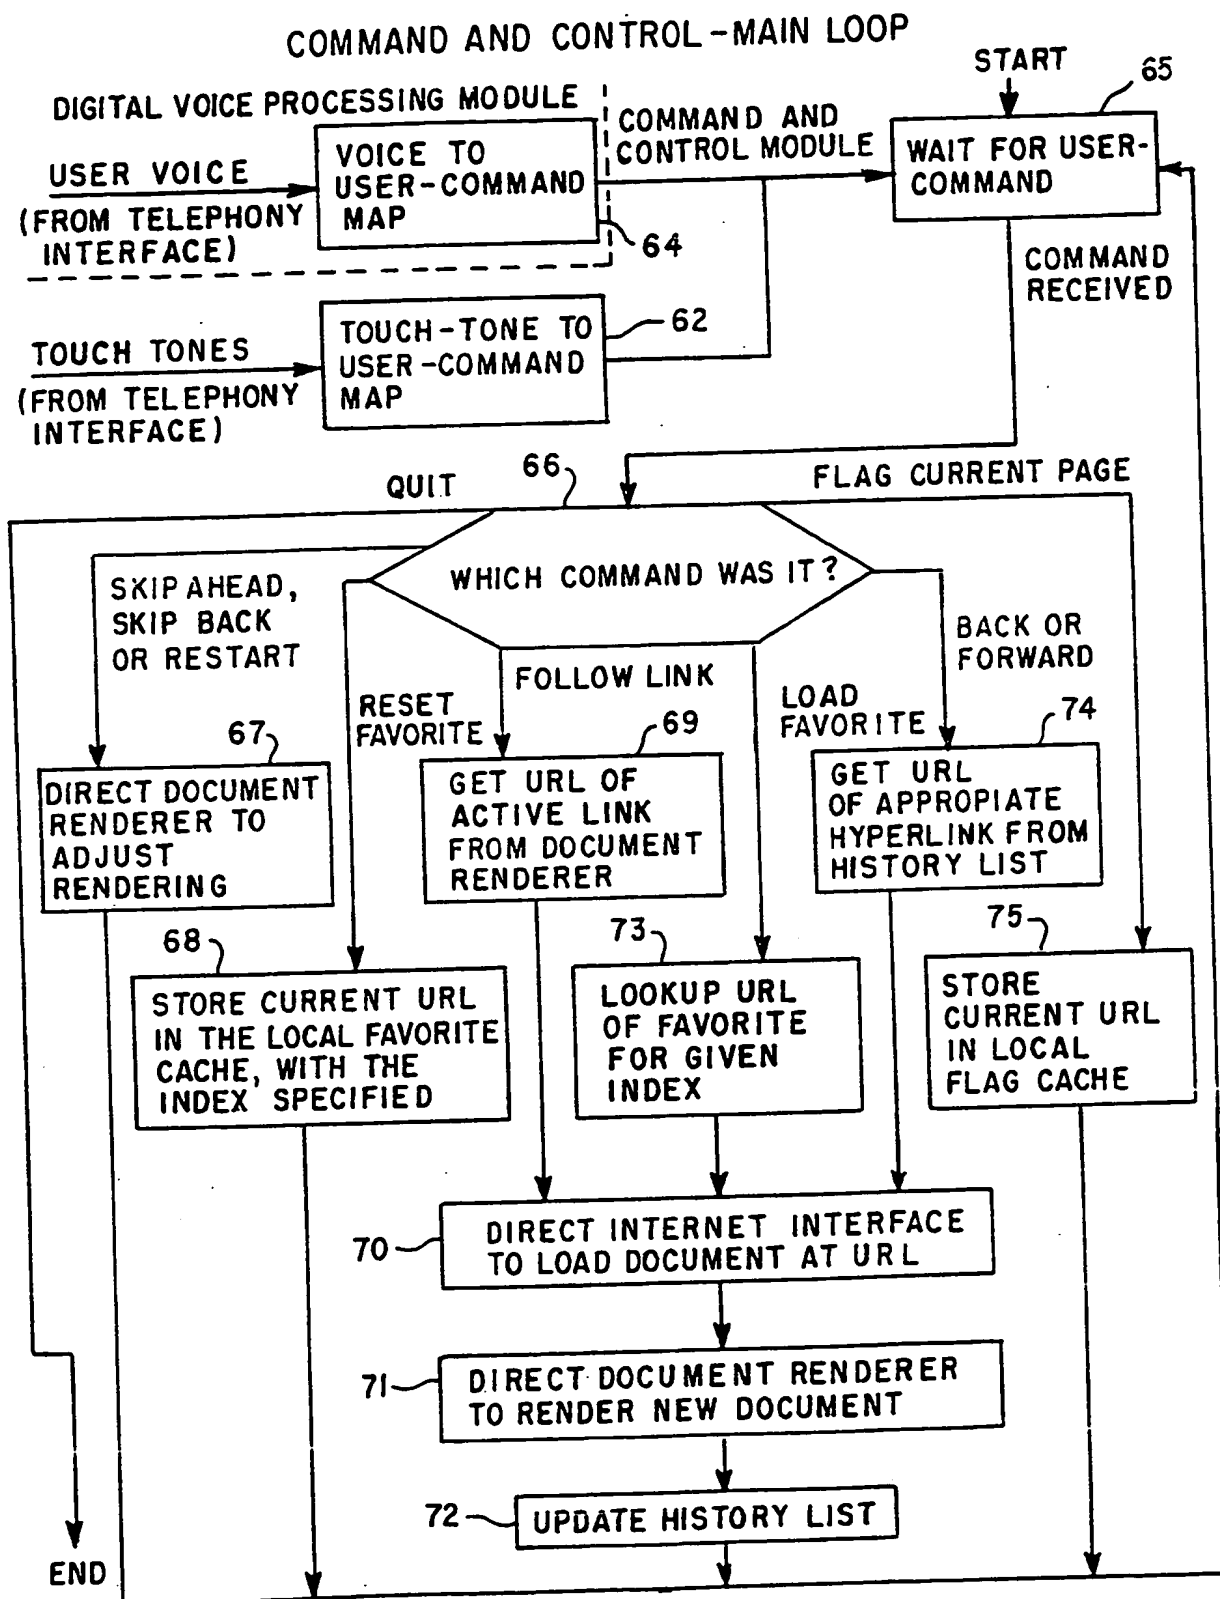 COMMAND AND CONTROL-MAIN LOOP
START
65
DIGITAL VOICE PROCESSING MODULE
COMMAND AND
CONTROL MODULE
USER VOICE
(FROM TELEPHONY
INTERFACE)
VOICE TO
USER-COMMAND
MAP
64
WAIT FOR USER-
COMMAND
COMMAND
RECEIVED
TOUCH TONES
(FROM TELEPHONY
INTERFACE)
TOUCH-TONE TO
USER-COMMAND
MAP
62
QUIT
66
FLAG CURRENT PAGE
WHICH COMMAND WAS IT?
SKIP AHEAD,
SKIP BACK
OR RESTART
RESET
FAVORITE
FOLLOW LINK
LOAD
FAVORITE
BACK OR
FORWARD
67
DIRECT DOCUMENT
RENDERER TO
ADJUST
RENDERING
69
GET URL OF
ACTIVE LINK
FROM DOCUMENT
RENDERER
74
GET URL
OF APPROPIATE
HYPERLINK FROM
HISTORY LIST
68
STORE CURRENT URL
IN THE LOCAL FAVORITE
CACHE, WITH THE
INDEX SPECIFIED
73
LOOKUP URL
OF FAVORITE
FOR GIVEN
INDEX
75
STORE
CURRENT URL
IN LOCAL
FLAG CACHE
70
DIRECT INTERNET INTERFACE
TO LOAD DOCUMENT AT URL
71
DIRECT DOCUMENT RENDERER
TO RENDER NEW DOCUMENT
72
UPDATE HISTORY LIST
END